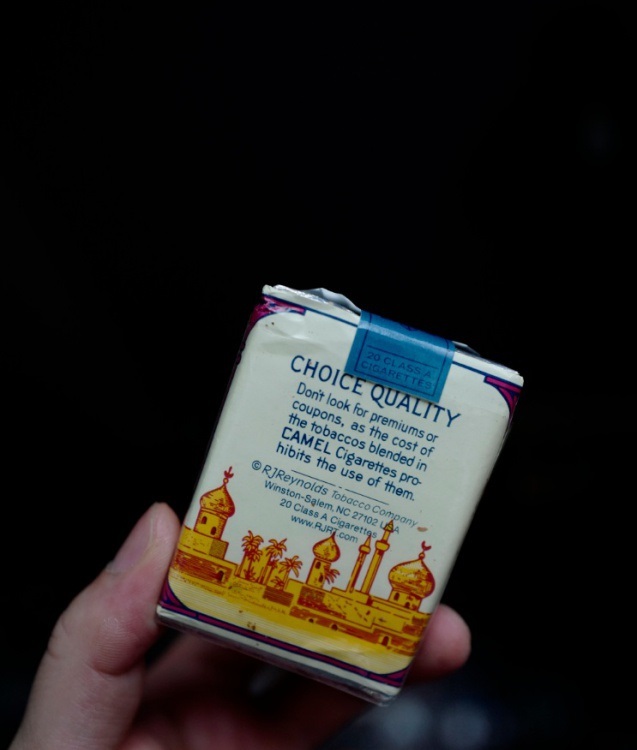 20 CLASS A
CIGARETTES
CHOICE QUALITY
Don't look for premiums or
coupons, as the cost of
the tobaccos blended in
CAMEL Cigarettes pro-
hibits the use of them.
© RJReynolds Tobacco Company
Winston-Salem, NC 27102 USA
20 Class A Cigarettes
www.RJRT.com